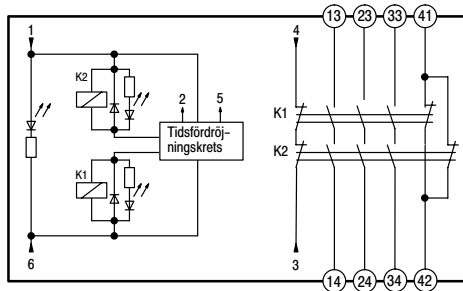 13 23 33 41
1 4
K2
2 5
K1
Tidsfördröj-
ningskrets
K2
K1
6 3
14 24 34 42